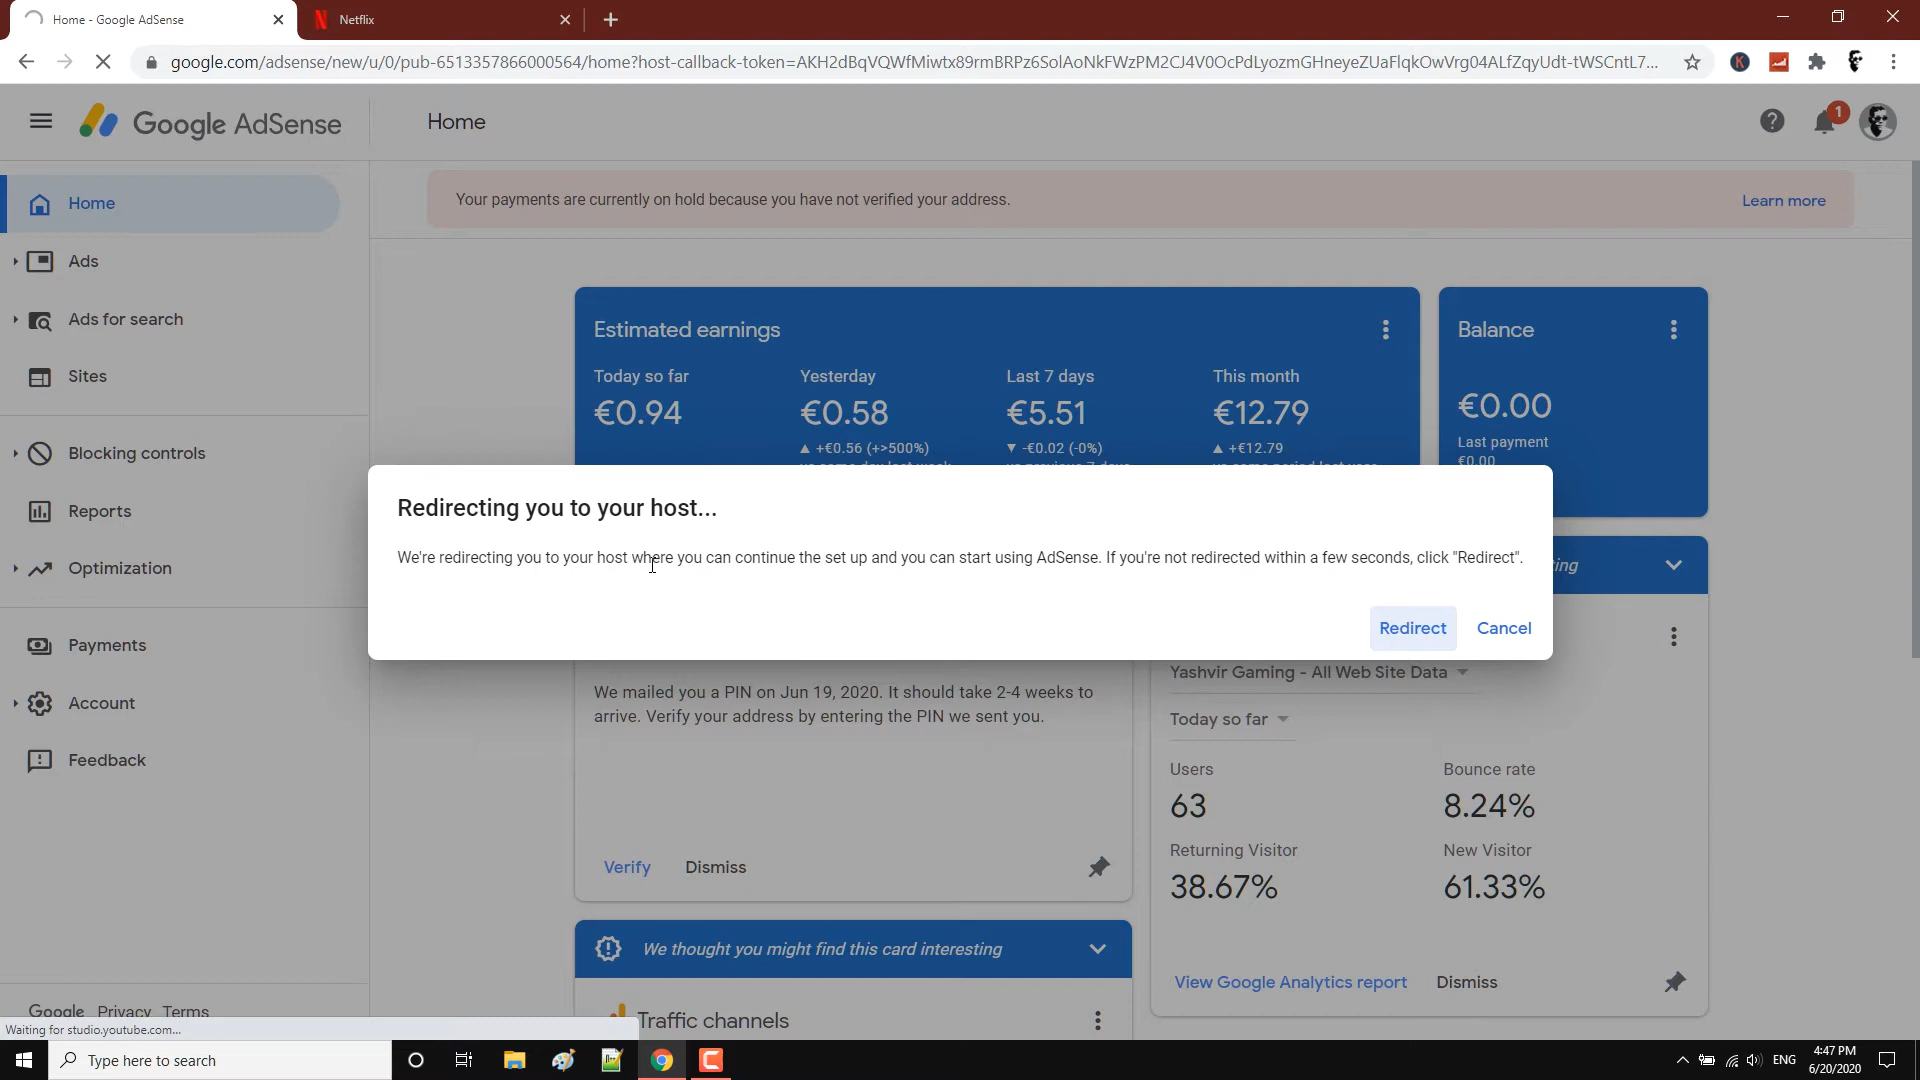 Home - Google AdSense
Netflix
google.com/adsense/new/u/0/pub-6513357866000564/home?host-callback-token=AKH2dBqVQWfMiwtx89rmBRPz6SolAoNkFWzPM2CJ4V0OcPdLyozmGHneyeZUaFlqkOwVrg04ALfZqyUdt-tWSCntL7...
Google AdSense
Home
1
Home
Ads
Ads for search
Sites
Blocking controls
Reports
Optimization
Payments
Account
Feedback
Google Privacy Terms
Your payments are currently on hold because you have not verified your address.
Learn more
Estimated earnings
Today so far
Yesterday
Last 7 days
This month
€0.94
€0.58
€5.51
€12.79
▲ +€0.56 (+>500%)
▼ -€0.02 (-0%)
▲ +€12.79
Balance
€0.00
Last payment
€0.00
Redirecting you to your host...
We're redirecting you to your host where you can continue the set up and you can start using AdSense. If you're not redirected within a few seconds, click "Redirect".
Redirect
Cancel
We mailed you a PIN on Jun 19, 2020. It should take 2-4 weeks to
arrive. Verify your address by entering the PIN we sent you.
Verify
Dismiss
We thought you might find this card interesting
Traffic channels
Yashvir Gaming - All Web Site Data
Today so far
Users
Bounce rate
63
8.24%
Returning Visitor
New Visitor
38.67%
61.33%
View Google Analytics report
Dismiss
Waiting for studio.youtube.com...
Type here to search
ENG
4:47 PM
6/20/2020